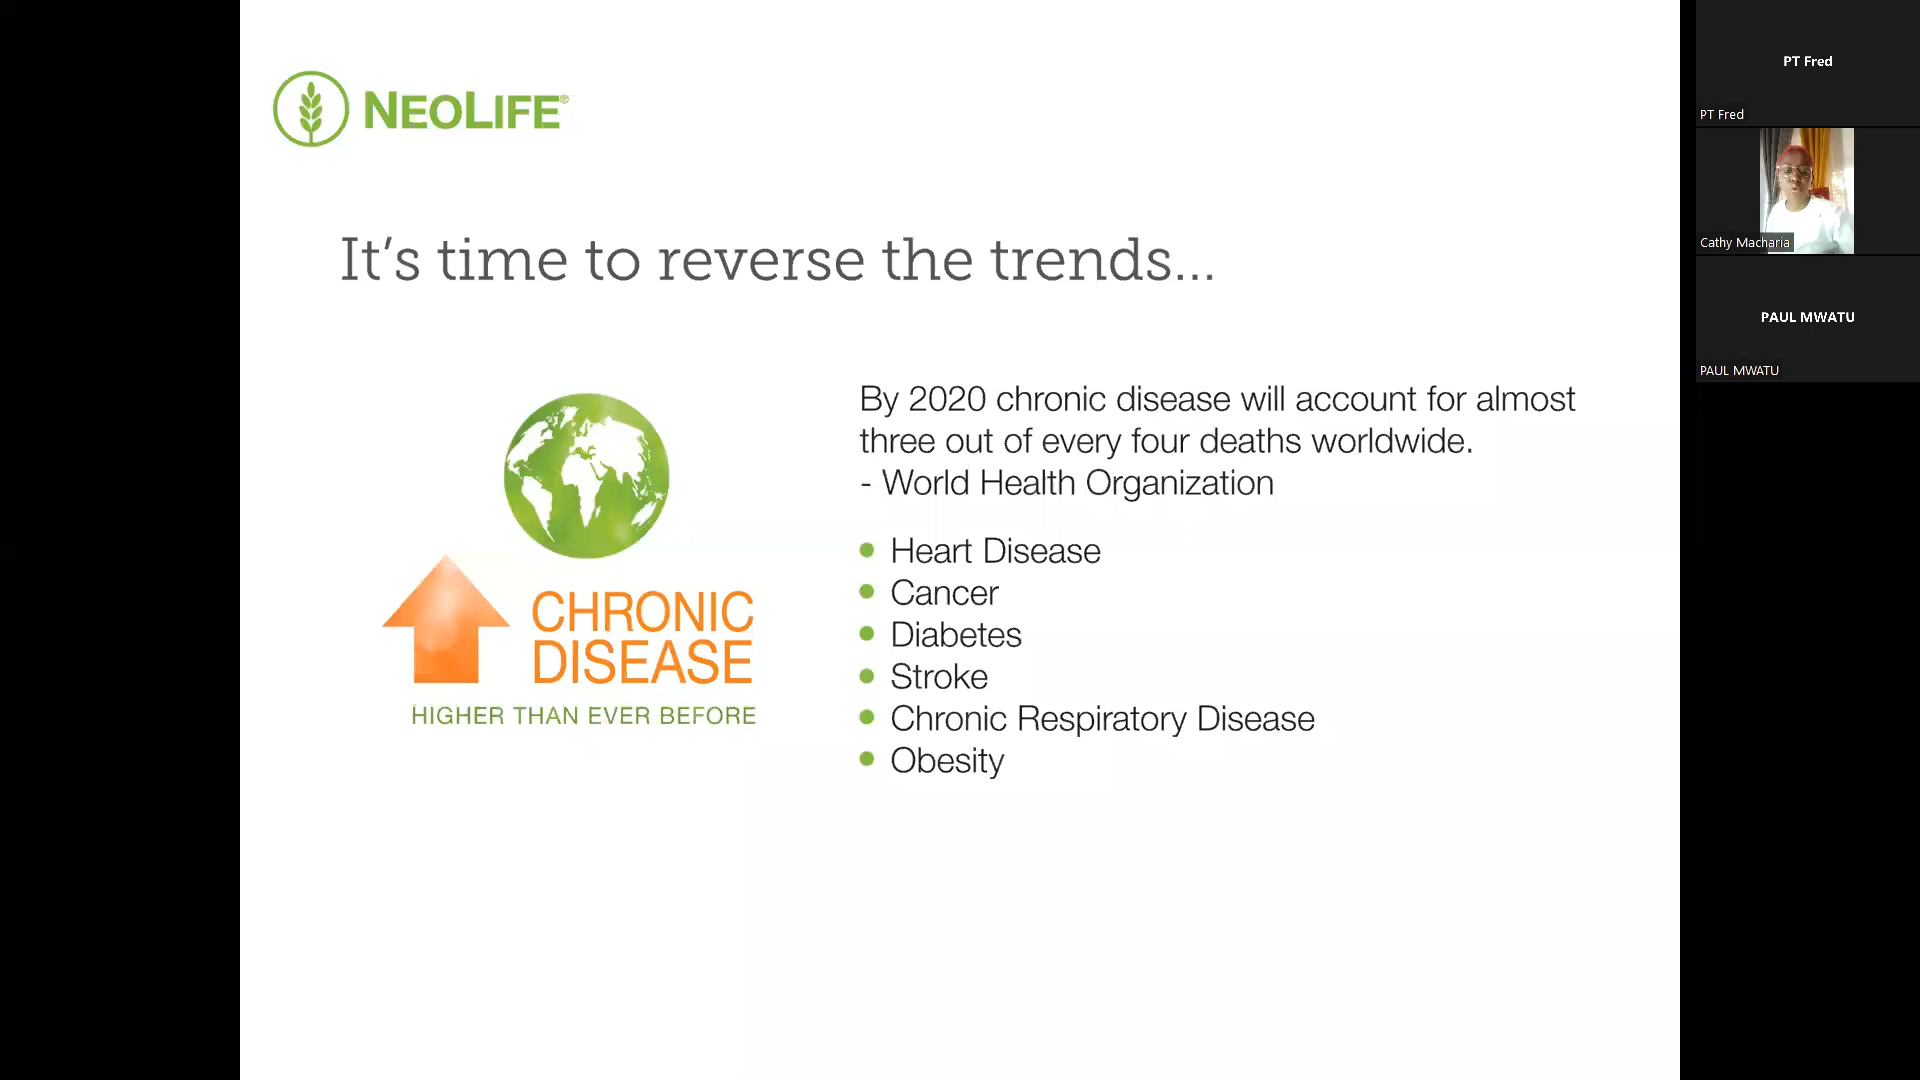 NEOLIFE®
It's time to reverse the trends...
CHRONIC
DISEASE
HIGHER THAN EVER BEFORE
By 2020 chronic disease will account for almost
three out of every four deaths worldwide.
- World Health Organization
Heart Disease
Cancer
Diabetes
Stroke
Chronic Respiratory Disease
Obesity
PT Fred
PT Fred
Cathy Macharia
PAUL MWATU
PAUL MWATU